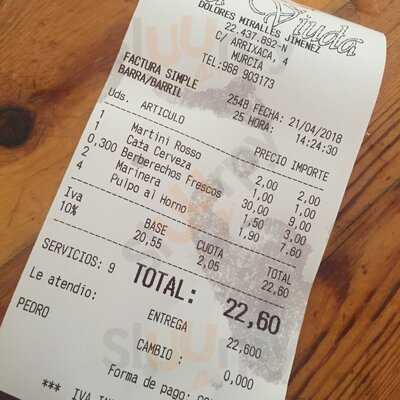 Viuda
DOLORES MIRALLES JIMENEZ
22.437.892-N
C/ ARRIXACA, 4
MURCIA
TEL:968 903173
FACTURA SIMPLE
BARRA/BARRIL
2548 FECHA: 21/04/2018
25 HORA: 14:24:30
Uds. ARTICULO PRECIO IMPORTE
1 Martini Rosso 2,00 2,00
1 Cata Cerveza 1,00 1,00
0,300 Berberechos Frescos 30,00 9,00
2 Marinera 1,50 3,00
4 Pulpo al Horno 1,90 7,60
Iva BASE CUOTA TOTAL
10% 20,55 2,05 22,60
SERVICIOS: 9 TOTAL: 22,60
Le atendio: ENTREGA 22,600
PEDRO CAMBIO : 0,000
Forma de pago:
*** IVA